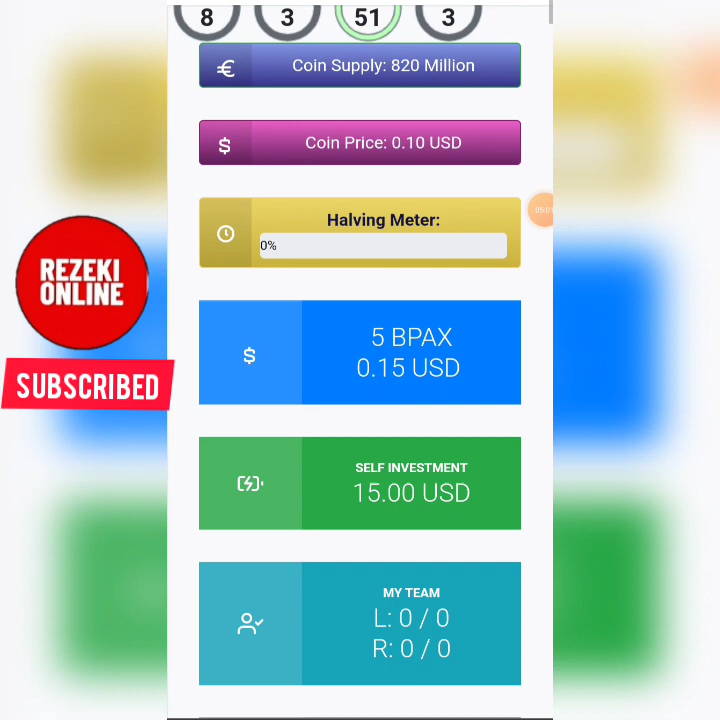 8 3 51 3
€ Coin Supply: 820 Million
$ Coin Price: 0.10 USD
Halving Meter:
0%
$ 5 BPAX
0.15 USD
REZEKI
ONLINE
SUBSCRIBED
SELF INVESTMENT
15.00 USD
MY TEAM
L: 0 / 0
R: 0 / 0